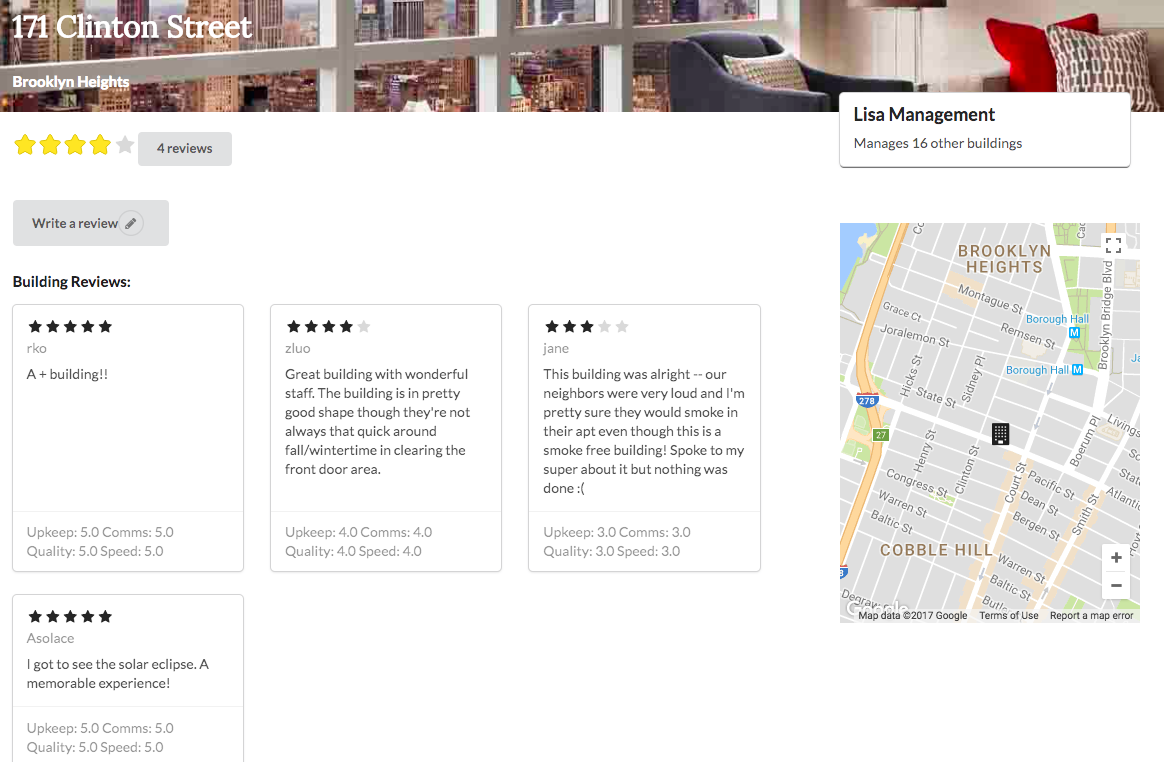 171 Clinton Street
Brooklyn Heights
Lisa Management
Manages 16 other buildings
4 reviews
Write a review
Building Reviews:
rko
A + building!!
Upkeep: 5.0 Comms: 5.0
Quality: 5.0 Speed: 5.0
zluo
Great building with wonderful
staff. The building is in pretty
good shape though they're not
always that quick around
fall/wintertime in clearing the
front door area.
Upkeep: 4.0 Comms: 4.0
Quality: 4.0 Speed: 4.0
jane
This building was alright -- our
neighbors were very loud and I'm
pretty sure they would smoke in
their apt even though this is a
smoke free building! Spoke to my
super about it but nothing was
done :(
Upkeep: 3.0 Comms: 3.0
Quality: 3.0 Speed: 3.0
Asolace
I got to see the solar eclipse. A
memorable experience!
Upkeep: 5.0 Comms: 5.0
Quality: 5.0 Speed: 5.0
BROOKLYN
HEIGHTS
Montague St
Grace Ct
Borough Hall
M
Remsen St
Joralemon St
Brooklyn Bridge Blvd
Borough Hall M
Hicks St
Sidney Pl
State St
278
27
Henry St
Clinton St
Boerum Pl
Livings
Court St
Pacific St
Congress St
Atlantic
Dean St
Warren St
Smith St
Bergen St
Baltic St
COBBLE HILL
Warren St
Baltic St
+
−
Google
Map data ©2017 Google Terms of Use Report a map error